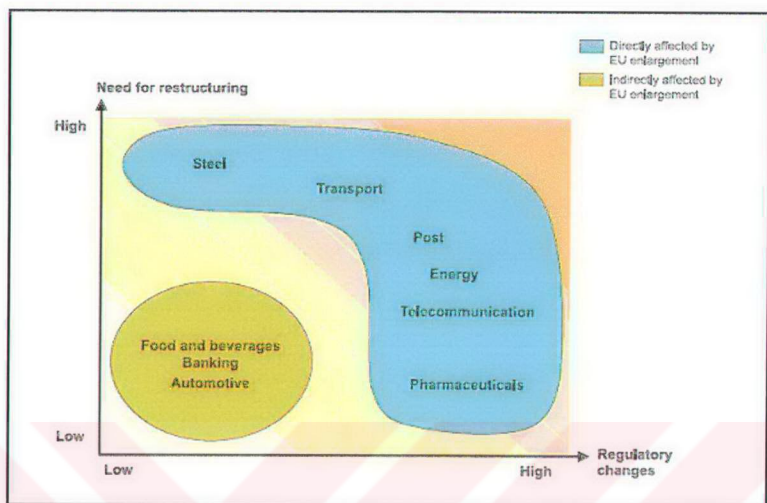 Directly affected by
EU enlargement
Indirectly affected by
EU enlargement
Need for restructuring
High
Steel
Transport
Post
Energy
Telecommunication
Food and beverages
Banking
Automotive
Pharmaceuticals
Low
Low
High
Regulatory
changes